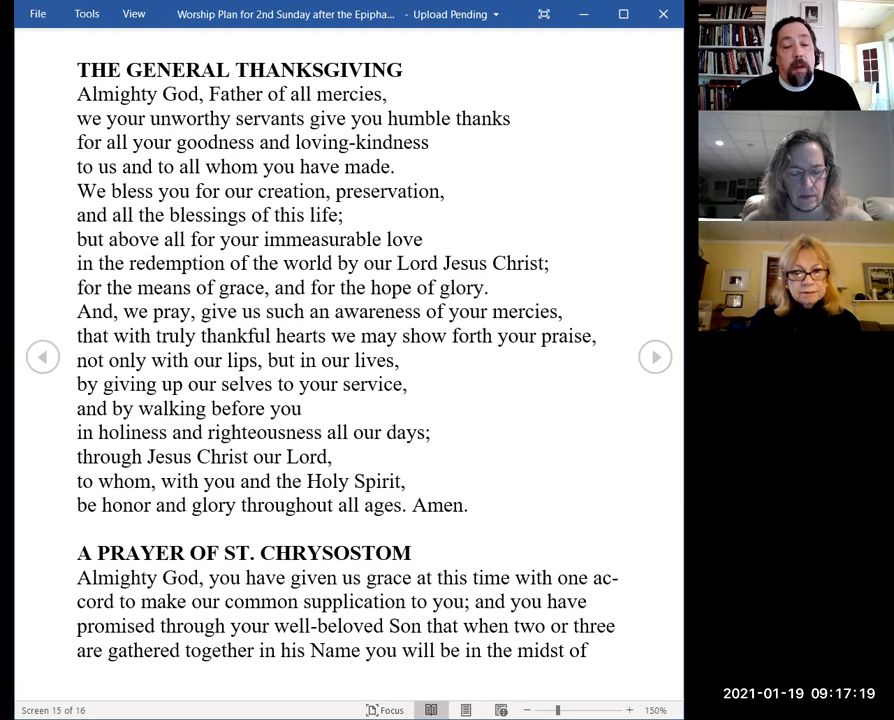 File Tools View Worship Plan for 2nd Sunday after the Epipha... - Upload Pending
THE GENERAL THANKSGIVING
Almighty God, Father of all mercies,
we your unworthy servants give you humble thanks
for all your goodness and loving-kindness
to us and to all whom you have made.
We bless you for our creation, preservation,
and all the blessings of this life;
but above all for your immeasurable love
in the redemption of the world by our Lord Jesus Christ;
for the means of grace, and for the hope of glory.
And, we pray, give us such an awareness of your mercies,
that with truly thankful hearts we may show forth your praise,
not only with our lips, but in our lives,
by giving up our selves to your service,
and by walking before you
in holiness and righteousness all our days;
through Jesus Christ our Lord,
to whom, with you and the Holy Spirit,
be honor and glory throughout all ages. Amen.
A PRAYER OF ST. CHRYSOSTOM
Almighty God, you have given us grace at this time with one ac-
cord to make our common supplication to you; and you have
promised through your well-beloved Son that when two or three
are gathered together in his Name you will be in the midst of
Screen 15 of 16 Focus 150%
2021-01-19 09:17:19